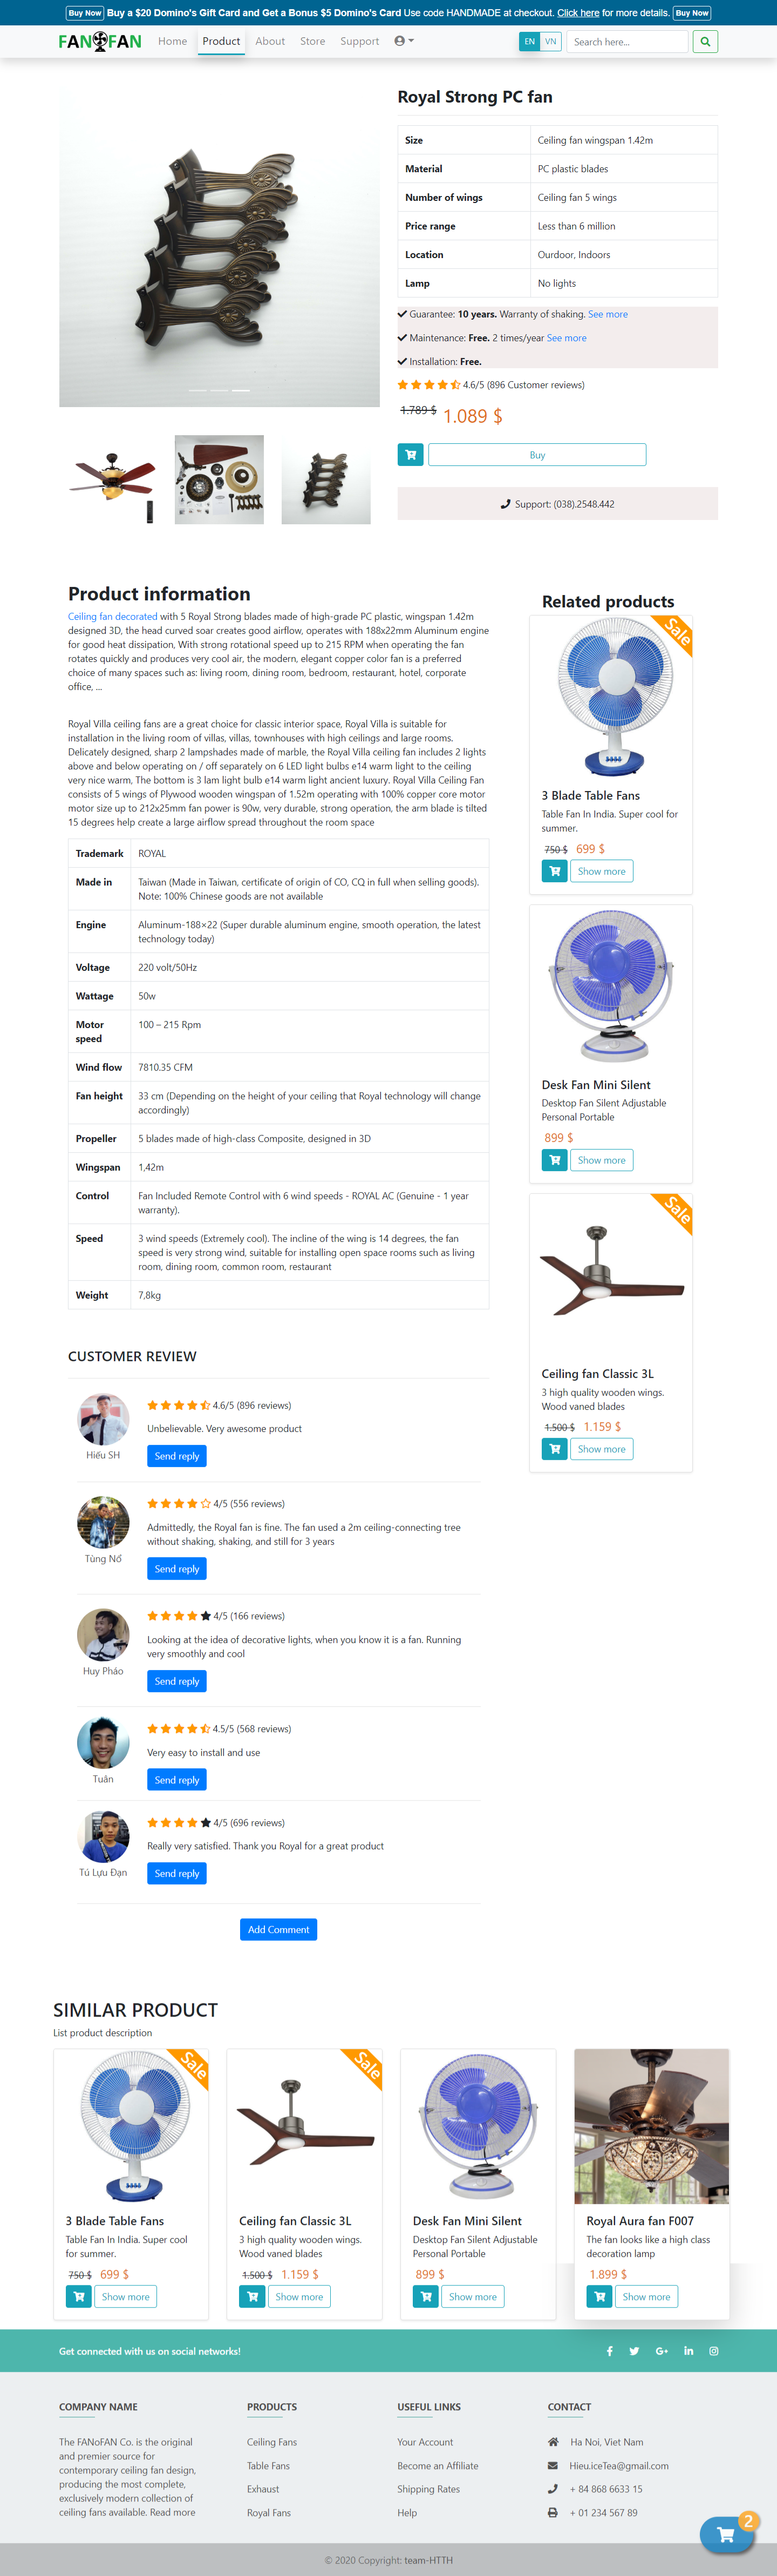 Buy Now Buy a $20 Domino's Gift Card and Get a Bonus $5 Domino's Card Use code HANDMADE at checkout. Click here for more details. Buy Now
FANOFAN Home Product About Store Support EN VN Search here...
Royal Strong PC fan
Size Ceiling fan wingspan 1.42m
Material PC plastic blades
Number of wings Ceiling fan 5 wings
Price range Less than 6 million
Location Ourdoor, Indoors
Lamp No lights
Guarantee: 10 years. Warranty of shaking. See more
Maintenance: Free. 2 times/year See more
Installation: Free.
4.6/5 (896 Customer reviews)
1.789 $ 1.089 $
Buy
Support: (038).2548.442
Product information
Ceiling fan decorated with 5 Royal Strong blades made of high-grade PC plastic, wingspan 1.42m
designed 3D, the head curved soar creates good airflow, operates with 188x22mm Aluminum engine
for good heat dissipation, With strong rotational speed up to 215 RPM when operating the fan
rotates quickly and produces very cool air, the modern, elegant copper color fan is a preferred
choice of many spaces such as: living room, dining room, bedroom, restaurant, hotel, corporate
office, ...
Royal Villa ceiling fans are a great choice for classic interior space, Royal Villa is suitable for
installation in the living room of villas, villas, townhouses with high ceilings and large rooms.
Delicately designed, sharp 2 lampshades made of marble, the Royal Villa ceiling fan includes 2 lights
above and below operating on / off separately on 6 LED light bulbs e14 warm light to the ceiling
very nice warm, The bottom is 3 lam light bulb e14 warm light ancient luxury. Royal Villa Ceiling Fan
consists of 5 wings of Plywood wooden wingspan of 1.52m operating with 100% copper core motor
motor size up to 212x25mm fan power is 90w, very durable, strong operation, the arm blade is tilted
15 degrees help create a large airflow spread throughout the room space
Trademark ROYAL
Made in Taiwan (Made in Taiwan, certificate of origin of CO, CQ in full when selling goods).
Note: 100% Chinese goods are not available
Engine Aluminum-188×22 (Super durable aluminum engine, smooth operation, the latest
technology today)
Voltage 220 volt/50Hz
Wattage 50w
Motor 100 – 215 Rpm
speed
Wind flow 7810.35 CFM
Fan height 33 cm (Depending on the height of your ceiling that Royal technology will change
accordingly)
Propeller 5 blades made of high-class Composite, designed in 3D
Wingspan 1,42m
Control Fan Included Remote Control with 6 wind speeds - ROYAL AC (Genuine - 1 year
warranty).
Speed 3 wind speeds (Extremely cool). The incline of the wing is 14 degrees, the fan
speed is very strong wind, suitable for installing open space rooms such as living
room, dining room, common room, restaurant
Weight 7,8kg
Related products
Sale
3 Blade Table Fans
Table Fan In India. Super cool for
summer.
750 $ 699 $
Show more
Desk Fan Mini Silent
Desktop Fan Silent Adjustable
Personal Portable
899 $
Show more
Sale
Ceiling fan Classic 3L
3 high quality wooden wings.
Wood vaned blades
1.500 $ 1.159 $
Show more
CUSTOMER REVIEW
4.6/5 (896 reviews)
Unbelievable. Very awesome product
Hiếu SH
Send reply
4/5 (556 reviews)
Admittedly, the Royal fan is fine. The fan used a 2m ceiling-connecting tree
without shaking, shaking, and still for 3 years
Tùng Nổ
Send reply
4/5 (166 reviews)
Looking at the idea of decorative lights, when you know it is a fan. Running
very smoothly and cool
Huy Pháo
Send reply
4.5/5 (568 reviews)
Very easy to install and use
Tuân
Send reply
4/5 (696 reviews)
Really very satisfied. Thank you Royal for a great product
Tú Lựu Đạn
Send reply
Add Comment
SIMILAR PRODUCT
List product description
Sale
3 Blade Table Fans
Table Fan In India. Super cool
for summer.
750 $ 699 $
Show more
Sale
Ceiling fan Classic 3L
3 high quality wooden wings.
Wood vaned blades
1.500 $ 1.159 $
Show more
Desk Fan Mini Silent
Desktop Fan Silent Adjustable
Personal Portable
899 $
Show more
Royal Aura fan F007
The fan looks like a high class
decoration lamp
1.899 $
Show more
Get connected with us on social networks!
COMPANY NAME
The FANoFAN Co. is the original
and premier source for
contemporary ceiling fan design,
producing the most complete,
exclusively modern collection of
ceiling fans available. Read more
PRODUCTS
Ceiling Fans
Table Fans
Exhaust
Royal Fans
USEFUL LINKS
Your Account
Become an Affiliate
Shipping Rates
Help
CONTACT
Ha Noi, Viet Nam
Hieu.iceTea@gmail.com
+ 84 868 6633 15
+ 01 234 567 89
2
© 2020 Copyright: team-HTTH